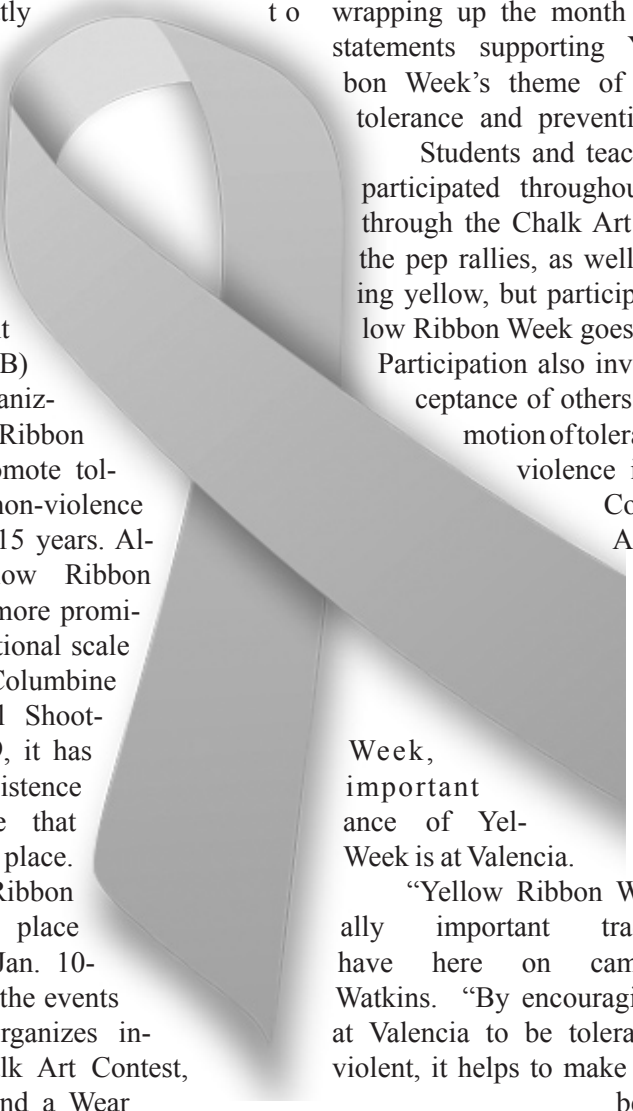 tly t o
t
B)
aniz-
Ribbon
omote tol-
non-violence
15 years. Al-
ow Ribbon
more promi-
tional scale
Columbine
l Shoot-
, it has
istence
e that
place.
Ribbon
place
Jan. 10-
the events
rganizes in-
lk Art Contest,
nd a Wear
wrapping up the month
statements supporting Y
bon Week’s theme of
tolerance and preventi
Students and teac
participated throughou
through the Chalk Art
the pep rallies, as well
ing yellow, but particip
low Ribbon Week goes
Participation also inv
ceptance of others
motion of tolera
violence i
Co
A
Week,
important
ance of Yel-
Week is at Valencia.
“Yellow Ribbon W
ally important tra
have here on cam
Watkins. “By encouragi
at Valencia to be tolera
violent, it helps to make
be